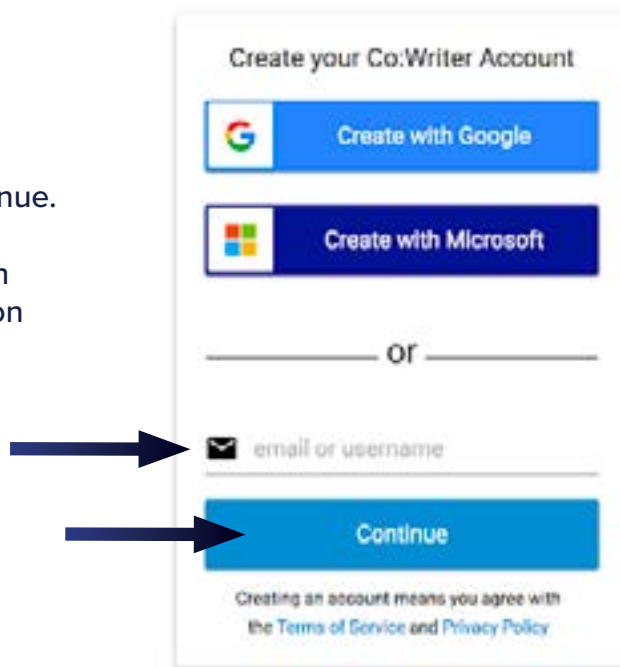 Create your Co:Writer Account
Create with Google
nue.
Create with Microsoft
n
on
or
email or username
Continue
Creating an account means you agree with
the Terms of Service and Privacy Policy